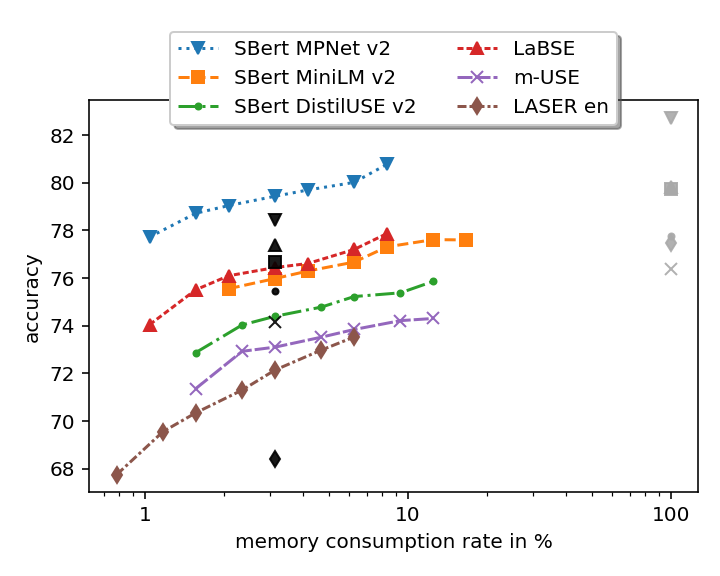 SBert MPNet v2
SBert MiniLM v2
SBert DistilUSE v2
LaBSE
m-USE
LASER en
82
80
78
76
74
72
70
68
accuracy
1 10 100
memory consumption rate in %